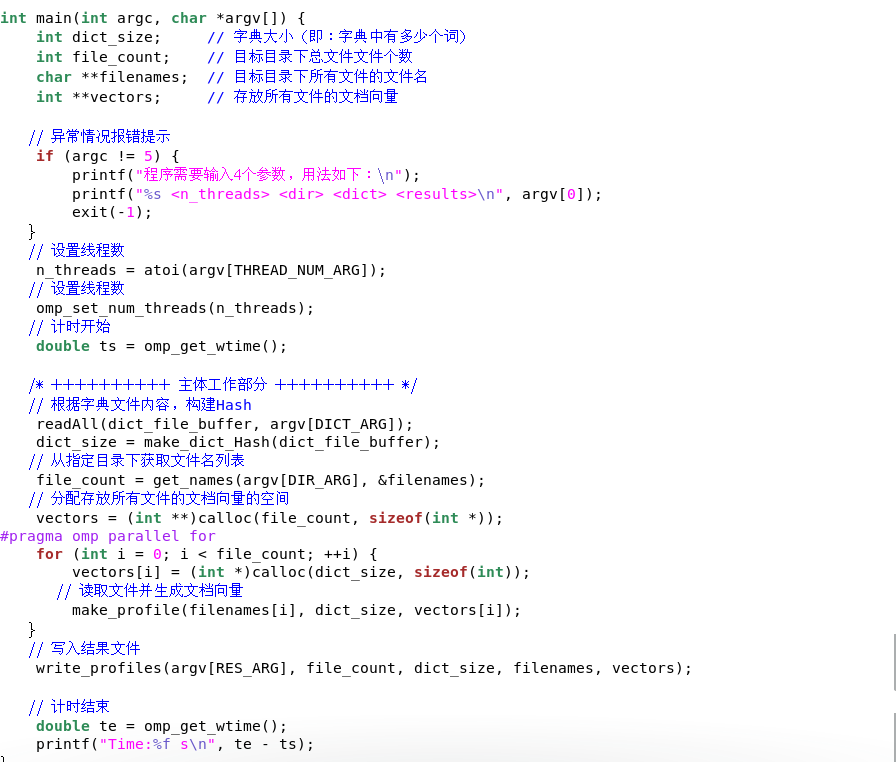 int main(int argc, char *argv[]) {
    int dict_size;     // 字典大小（即：字典中有多少个词）
    int file_count;    // 目标目录下总文件文件个数
    char **filenames;  // 目标目录下所有文件的文件名
    int **vectors;     // 存放所有文件的文档向量
    // 异常情况报错提示
    if (argc != 5) {
        printf("程序需要输入4个参数，用法如下：\n");
        printf("%s <n_threads> <dir> <dict> <results>\n", argv[0]);
        exit(-1);
    }
    // 设置线程数
    n_threads = atoi(argv[THREAD_NUM_ARG]);
    // 设置线程数
    omp_set_num_threads(n_threads);
    // 计时开始
    double ts = omp_get_wtime();
    /* ++++++++++ 主体工作部分 ++++++++++ */
    // 根据字典文件内容，构建Hash
    readAll(dict_file_buffer, argv[DICT_ARG]);
    dict_size = make_dict_Hash(dict_file_buffer);
    // 从指定目录下获取文件名列表
    file_count = get_names(argv[DIR_ARG], &filenames);
    // 分配存放所有文件的文档向量的空间
    vectors = (int **)calloc(file_count, sizeof(int *));
#pragma omp parallel for
    for (int i = 0; i < file_count; ++i) {
        vectors[i] = (int *)calloc(dict_size, sizeof(int));
        // 读取文件并生成文档向量
        make_profile(filenames[i], dict_size, vectors[i]);
    }
    // 写入结果文件
    write_profiles(argv[RES_ARG], file_count, dict_size, filenames, vectors);
    // 计时结束
    double te = omp_get_wtime();
    printf("Time:%f s\n", te - ts);
}